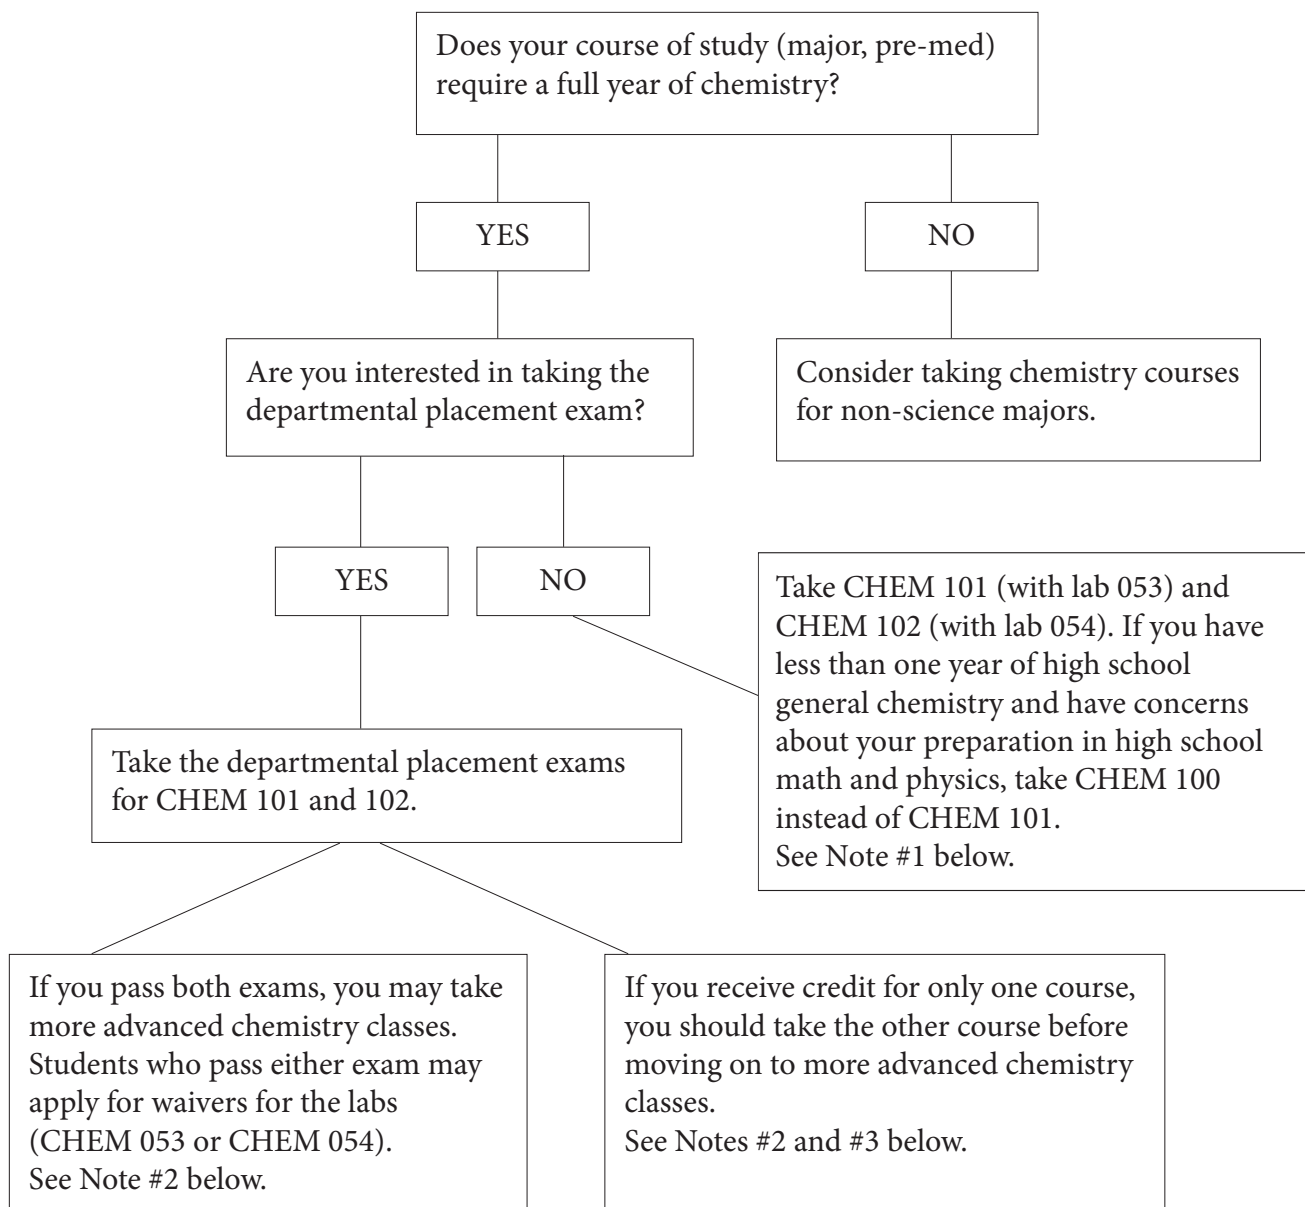 Does your course of study (major, pre-med)
require a full year of chemistry?
YES
NO
Are you interested in taking the
departmental placement exam?
Consider taking chemistry courses
for non-science majors.
YES
NO
Take CHEM 101 (with lab 053) and
CHEM 102 (with lab 054). If you have
less than one year of high school
general chemistry and have concerns
about your preparation in high school
math and physics, take CHEM 100
instead of CHEM 101.
See Note #1 below.
Take the departmental placement exams
for CHEM 101 and 102.
If you pass both exams, you may take
more advanced chemistry classes.
Students who pass either exam may
apply for waivers for the labs
(CHEM 053 or CHEM 054).
See Note #2 below.
If you receive credit for only one course,
you should take the other course before
moving on to more advanced chemistry
classes.
See Notes #2 and #3 below.